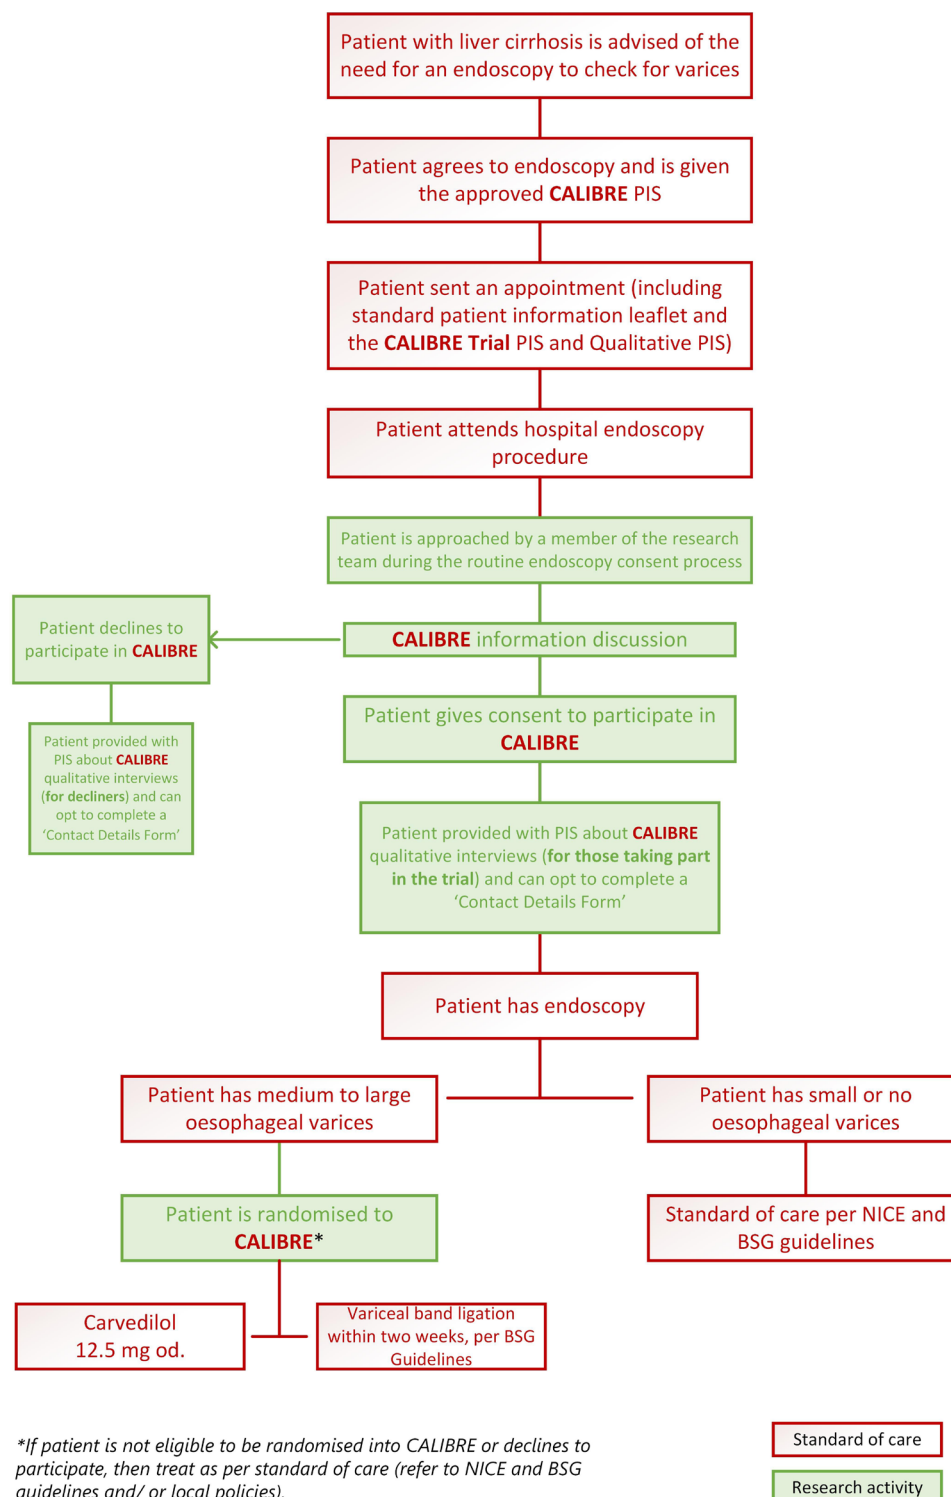 Patient with liver cirrhosis is advised of the
need for an endoscopy to check for varices
Patient agrees to endoscopy and is given
the approved CALIBRE PIS
Patient sent an appointment (including
standard patient information leaflet and
the CALIBRE Trial PIS and Qualitative PIS)
Patient attends hospital endoscopy
procedure
Patient is approached by a member of the research
team during the routine endoscopy consent process
CALIBRE information discussion
Patient declines to
participate in CALIBRE
Patient provided with
PIS about CALIBRE
qualitative interviews
(for decliners) and can
opt to complete a
‘Contact Details Form’
Patient gives consent to participate in
CALIBRE
Patient provided with PIS about CALIBRE
qualitative interviews (for those taking part
in the trial) and can opt to complete a
‘Contact Details Form’
Patient has endoscopy
Patient has medium to large
oesophageal varices
Patient has small or no
oesophageal varices
Patient is randomised to
CALIBRE*
Standard of care per NICE and
BSG guidelines
Carvedilol
12.5 mg od.
Variceal band ligation
within two weeks, per BSG
Guidelines
*If patient is not eligible to be randomised into CALIBRE or declines to
participate, then treat as per standard of care (refer to NICE and BSG
guidelines and/ or local policies).
Standard of care
Research activity